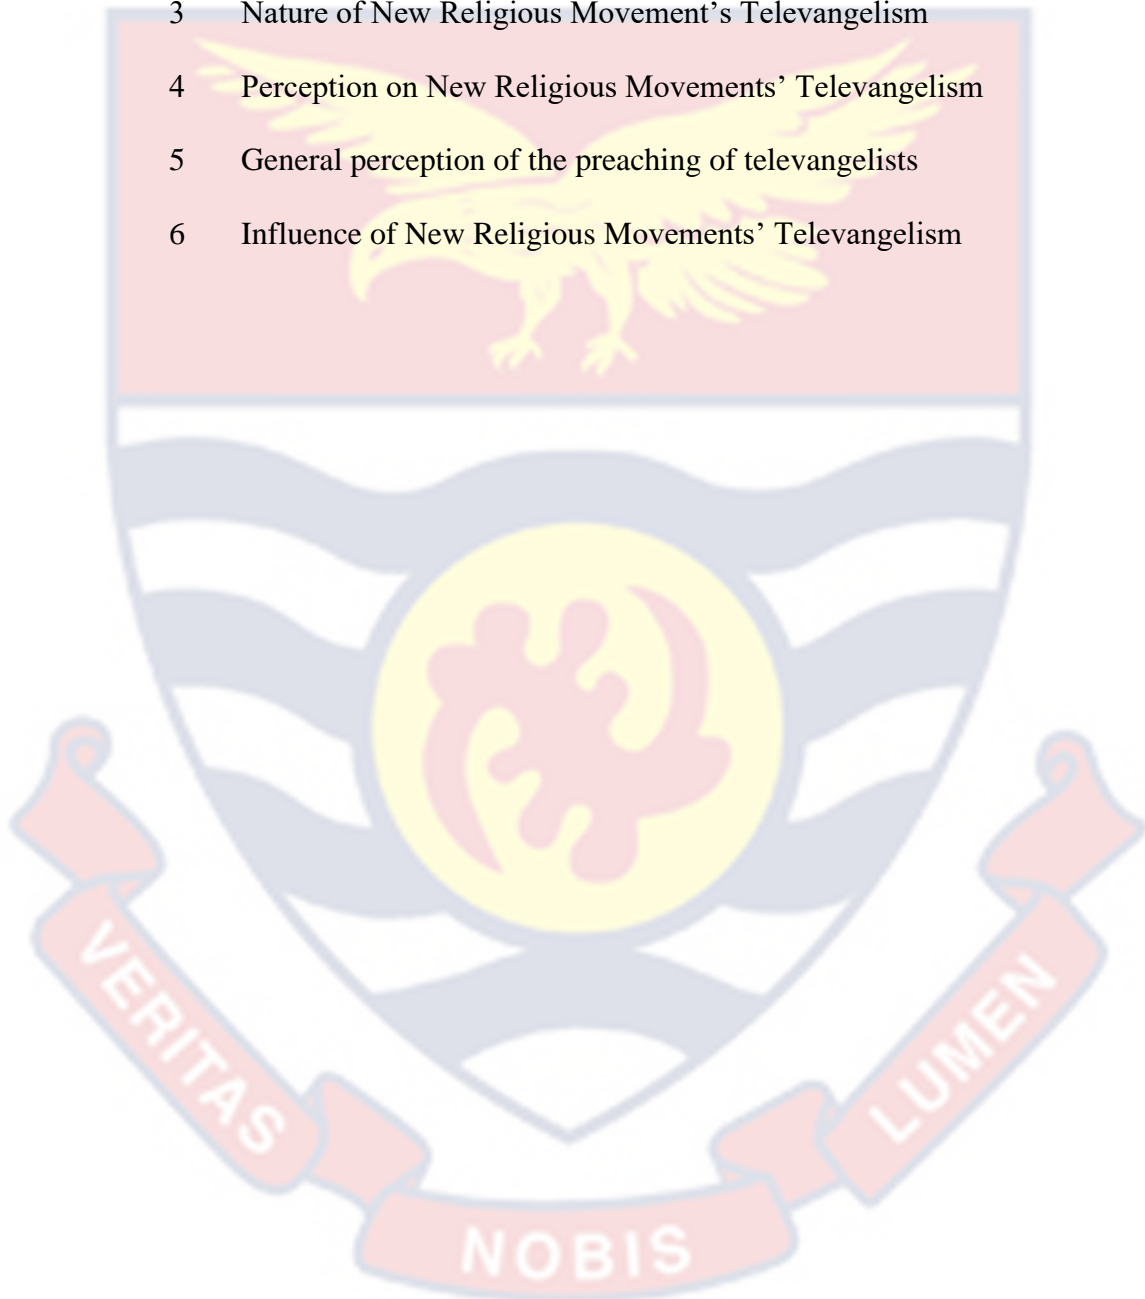 3 Nature of New Religious Movement’s Televangelism
4 Perception on New Religious Movements’ Televangelism
5 General perception of the preaching of televangelists
6 Influence of New Religious Movements’ Televangelism
VERITAS
NOBIS
LUMEN